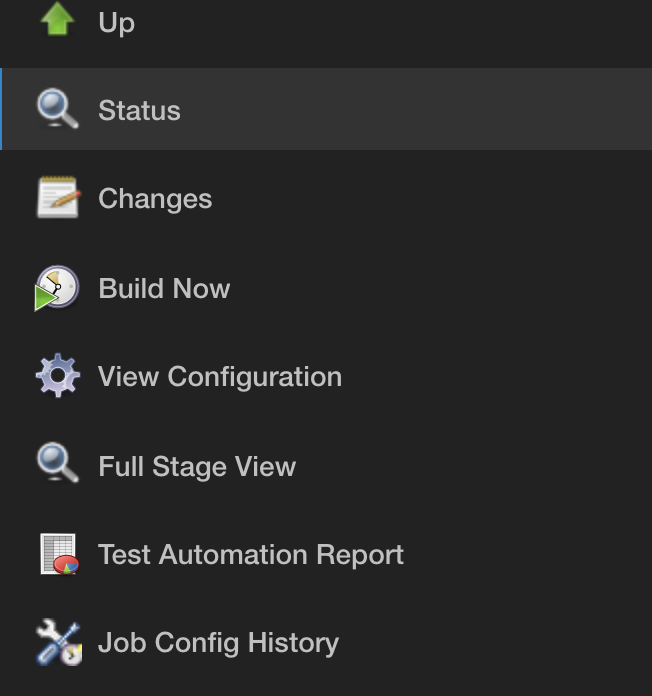 Up
Status
Changes
Build Now
View Configuration
Full Stage View
Test Automation Report
Job Config History